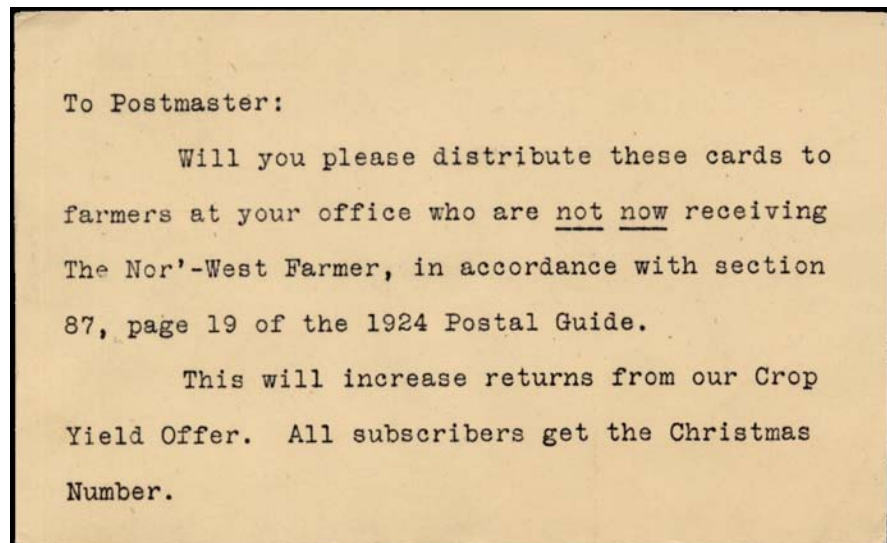 To Postmaster:
Will you please distribute these cards to
farmers at your office who are not now receiving
The Nor'-West Farmer, in accordance with section
87, page 19 of the 1924 Postal Guide.
This will increase returns from our Crop
Yield Offer. All subscribers get the Christmas
Number.